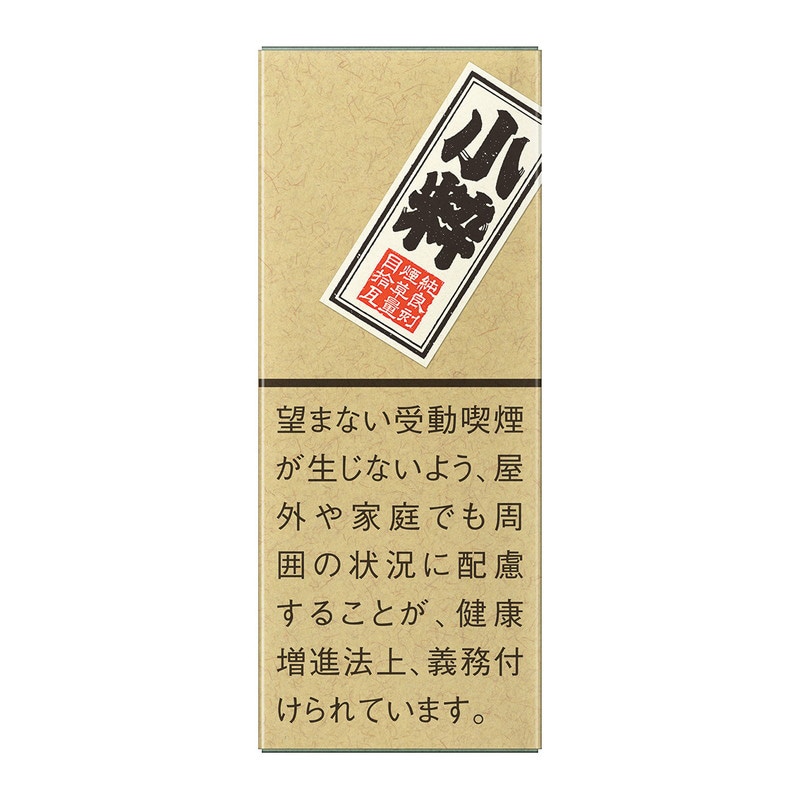 小粋
純良刻
煙草量
目拾瓦
望まない受動喫煙
が生じないよう、屋
外や家庭でも周
囲の状況に配慮
することが、健康
増進法上、義務付
けられています。